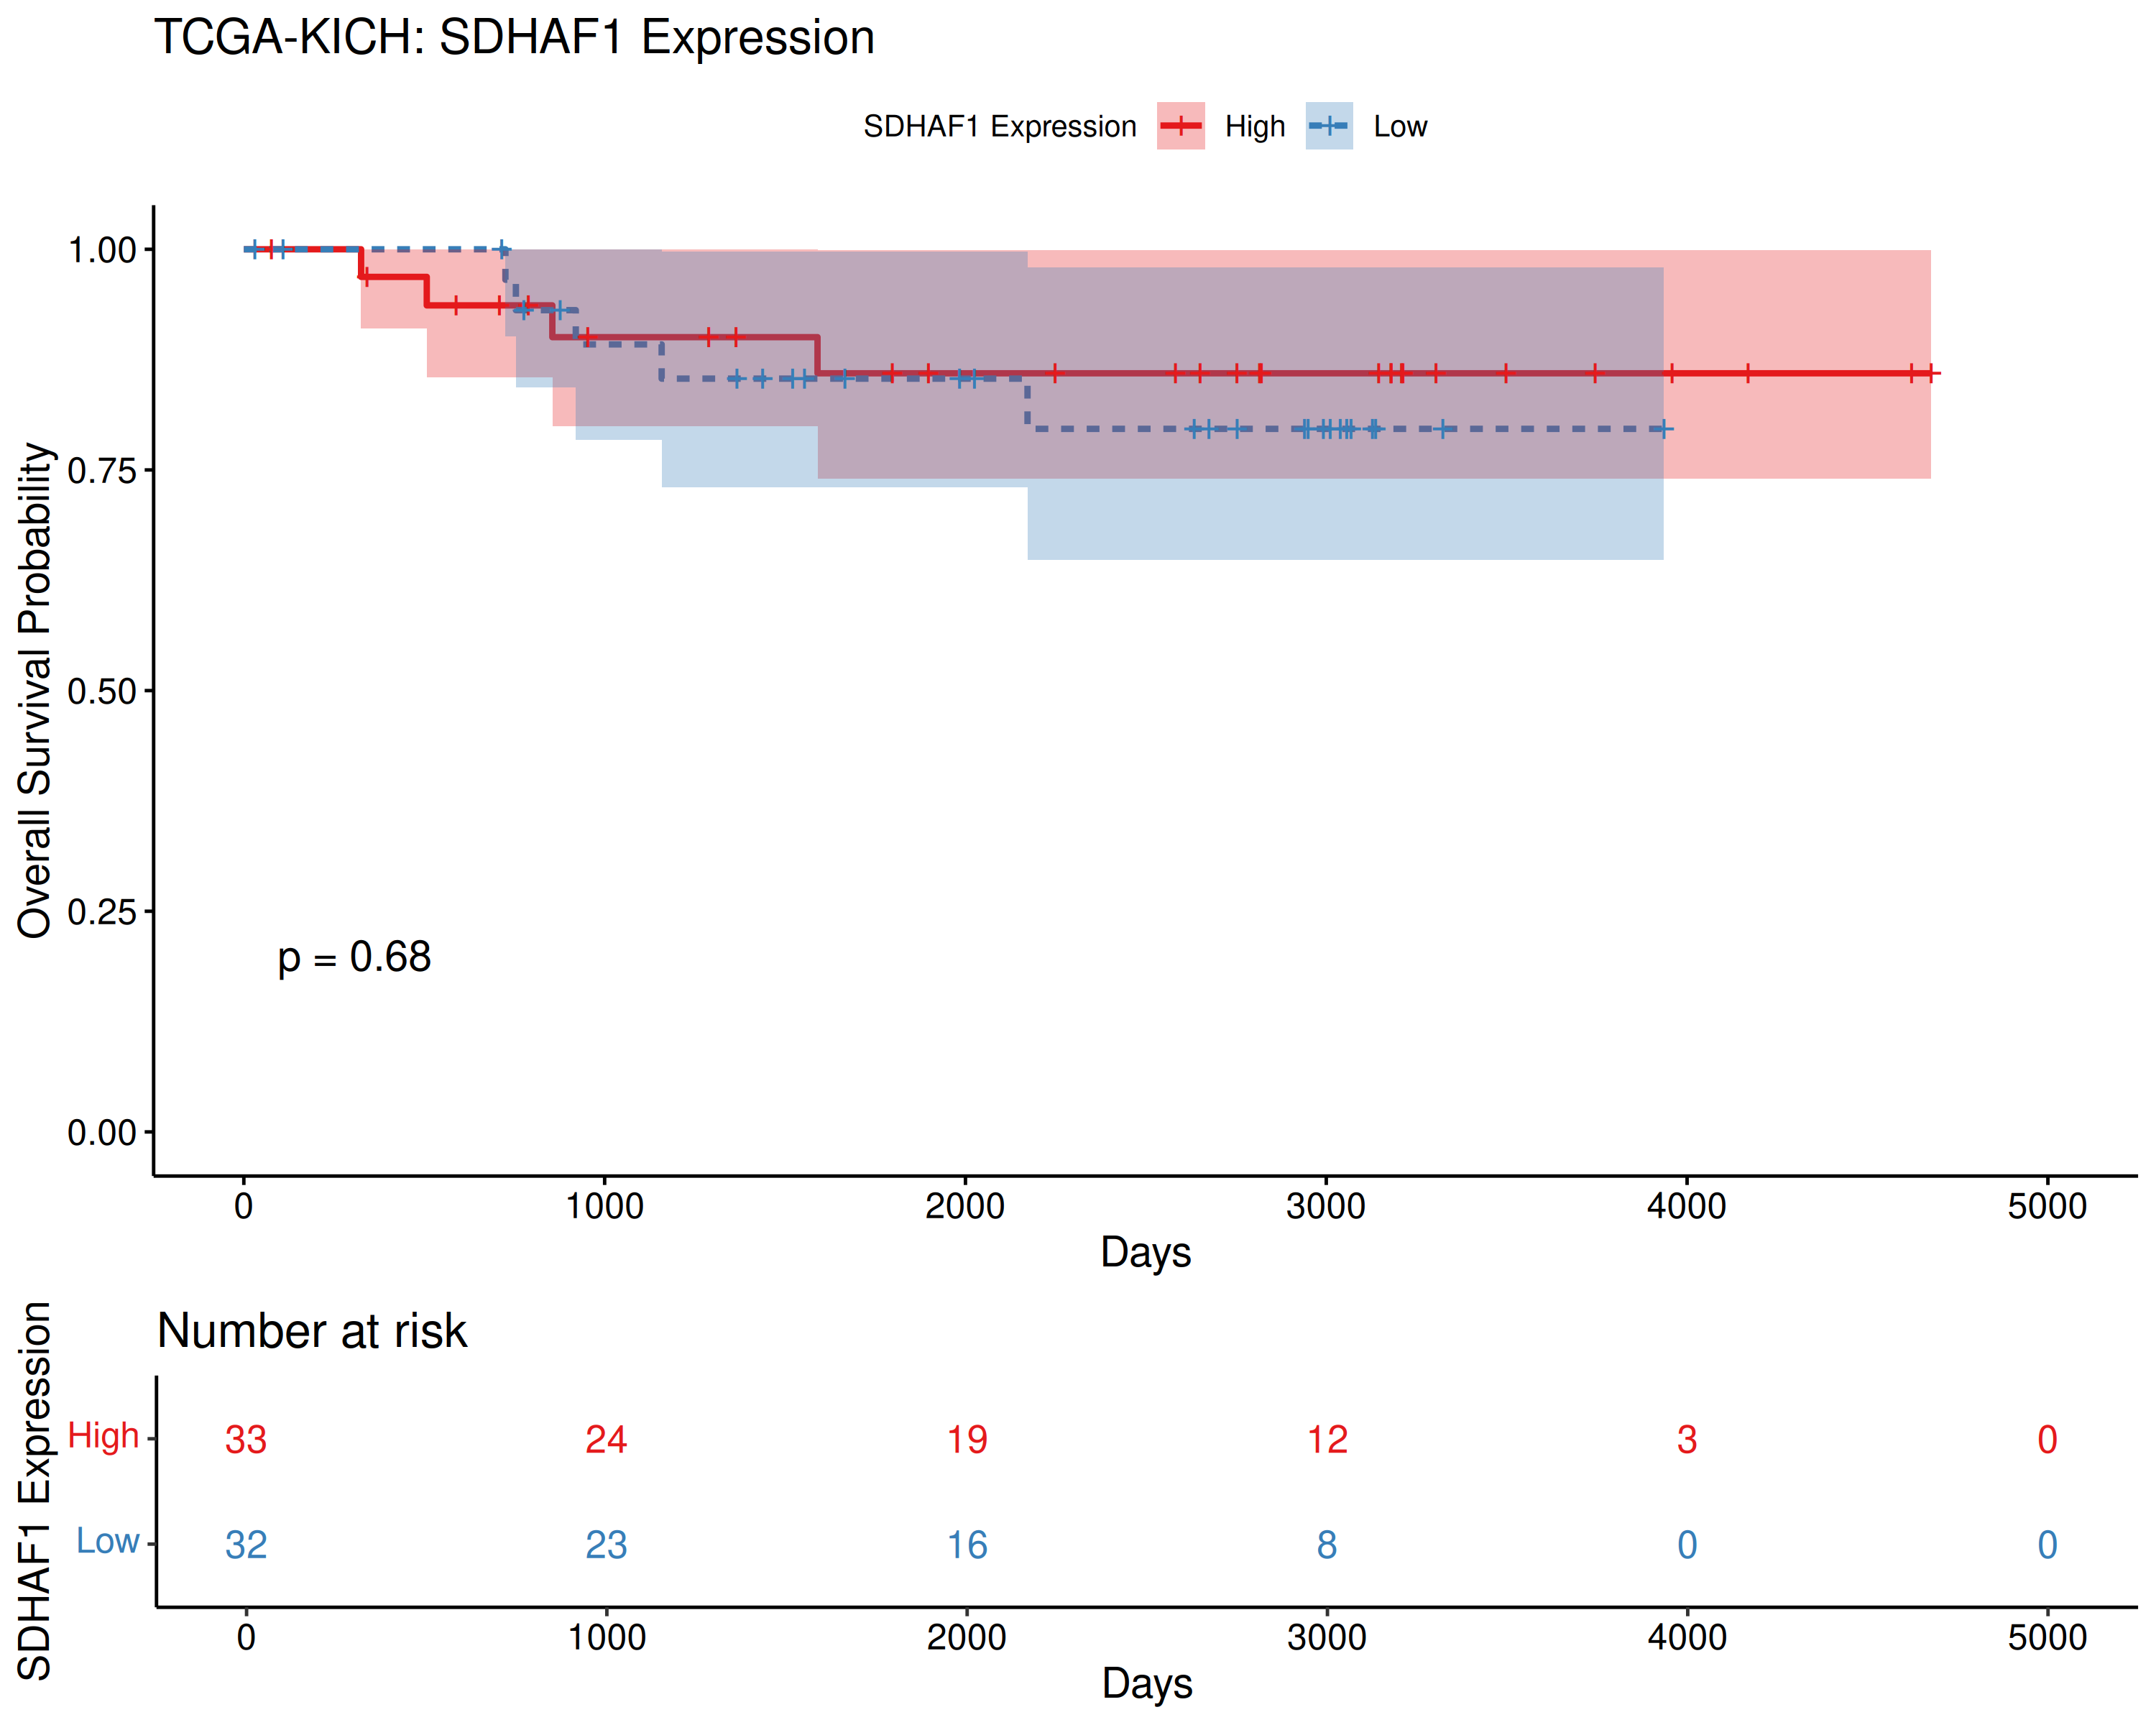 TCGA-KICH: SDHAF1 Expression
SDHAF1 Expression High Low
Overall Survival Probability
1.00
0.75
0.50
0.25
0.00
p = 0.68
0 1000 2000 3000 4000 5000
Days
Number at risk
SDHAF1 Expression
High 33 24 19 12 3 0
Low 32 23 16 8 0 0
0 1000 2000 3000 4000 5000
Days